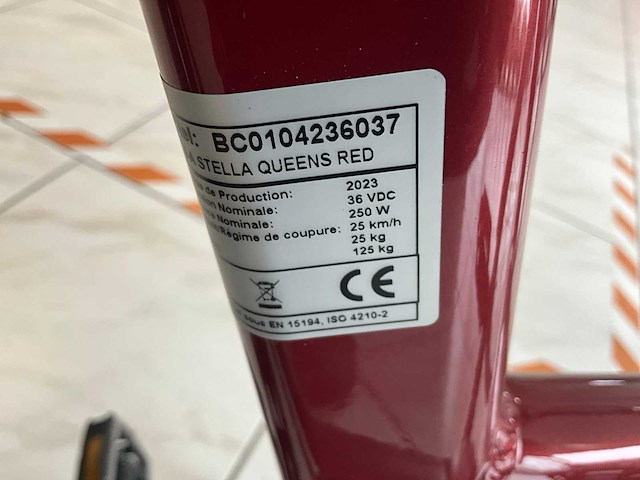 BC0104236037
STELLA QUEENS RED
de Production: 2023
Nominale: 36 VDC
Nominale: 250 W
Régime de coupure: 25 km/h
25 kg
125 kg
CE
sous EN 15194, ISO 4210-2